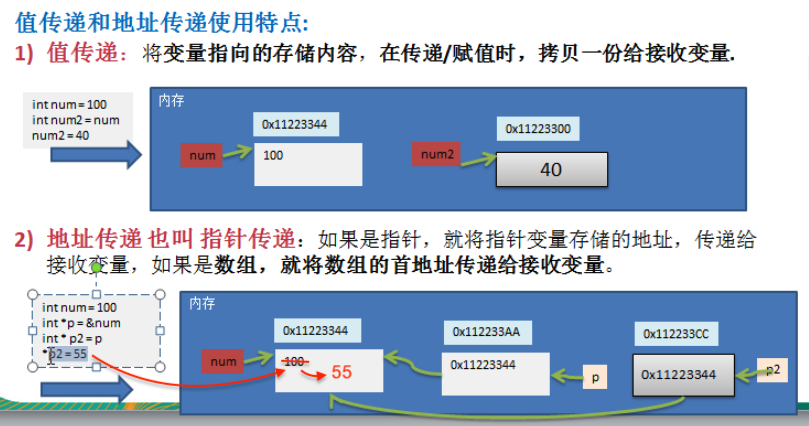 值传递和地址传递使用特点:
1) 值传递：将变量指向的存储内容，在传递/赋值时，拷贝一份给接收变量.
int num = 100
int num2 = num
num2 = 40
内存
0x11223344
num
100
0x11223300
num2
40
2) 地址传递 也叫 指针传递：如果是指针，就将指针变量存储的地址，传递给
接收变量，如果是数组，就将数组的首地址传递给接收变量。
int num = 100
int *p = &num
int * p2 = p
*p2 = 55
内存
0x11223344
num
100
55
0x112233AA
0x11223344
p
0x112233CC
0x11223344
p2